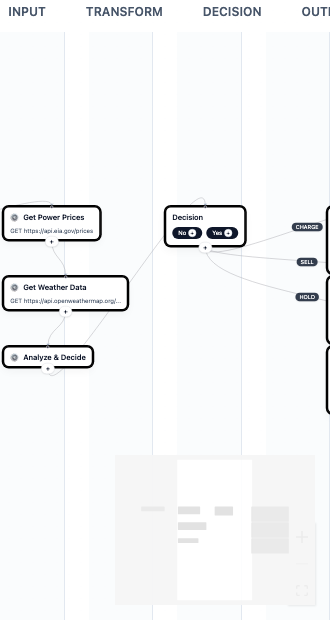 INPUT
TRANSFORM
DECISION
Get Power Prices
GET https://api.eia.gov/prices
Get Weather Data
GET https://api.openweathermap.org/...
Analyze & Decide
Decision
No +
Yes +
CHARGE
SELL
HOLD